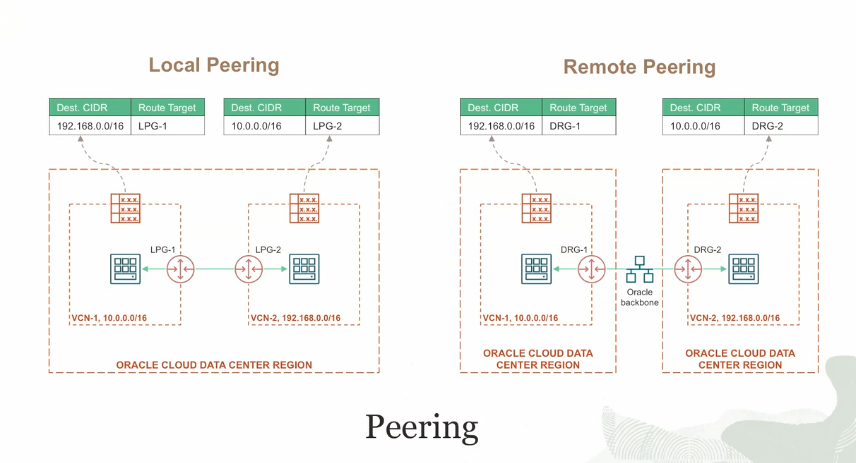 Local Peering
Dest. CIDR Route Target
192.168.0.0/16 LPG-1
Dest. CIDR Route Target
10.0.0.0/16 LPG-2
x.x.x.
x.x.x.
x.x.x.
x.x.x.
x.x.x.
x.x.x.
LPG-1
LPG-2
VCN-1, 10.0.0.0/16
VCN-2, 192.168.0.0/16
ORACLE CLOUD DATA CENTER REGION
Remote Peering
Dest. CIDR Route Target
192.168.0.0/16 DRG-1
Dest. CIDR Route Target
10.0.0.0/16 DRG-2
x.x.x.
x.x.x.
x.x.x.
x.x.x.
x.x.x.
x.x.x.
DRG-1
DRG-2
Oracle
backbone
VCN-1, 10.0.0.0/16
VCN-2, 192.168.0.0/16
ORACLE CLOUD DATA
CENTER REGION
ORACLE CLOUD DATA
CENTER REGION
Peering